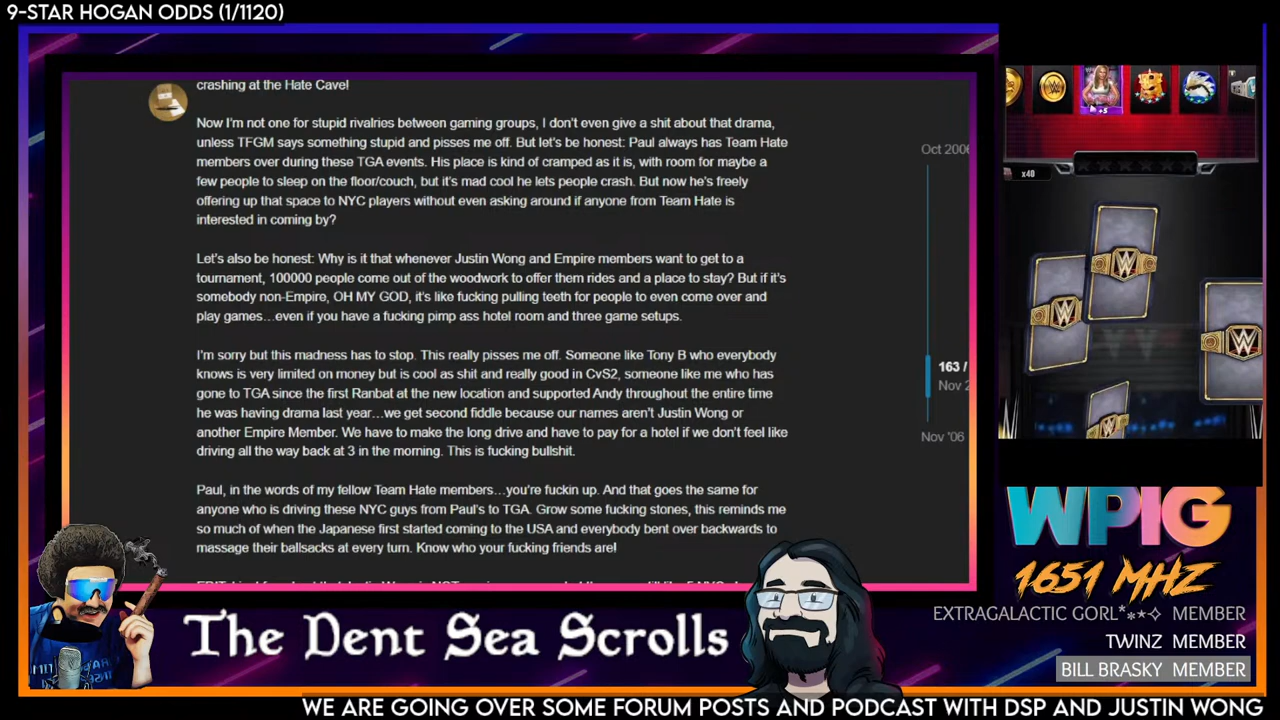 9-STAR HOGAN ODDS (1/1120)
crashing at the Hate Cave!
Now I'm not one for stupid rivalries between gaming groups, I don't even give a shit about that drama,
unless TFGM says something stupid and pisses me off. But let's be honest: Paul always has Team Hate
members over during these TGA events. His place is kind of cramped as it is, with room for maybe a
few people to sleep on the floor/couch, but it's mad cool he lets people crash. But now he's freely
offering up that space to NYC players without even asking around if anyone from Team Hate is
interested in coming by?
Let's also be honest: Why is it that whenever Justin Wong and Empire members want to get to a
tournament, 100000 people come out of the woodwork to offer them rides and a place to stay? But if it's
somebody non-Empire, OH MY GOD, it's like fucking pulling teeth for people to even come over and
play games…even if you have a fucking pimp ass hotel room and three game setups.
I'm sorry but this madness has to stop. This really pisses me off. Someone like Tony B who everybody
knows is very limited on money but is cool as shit and really good in CvS2, someone like me who has
gone to TGA since the first Ranbat at the new location and supported Andy throughout the entire time
he was having drama last year…we get second fiddle because our names aren't Justin Wong or
another Empire Member. We have to make the long drive and have to pay for a hotel if we don't feel like
driving all the way back at 3 in the morning. This is fucking bullshit.
Paul, in the words of my fellow Team Hate members…you're fuckin up. And that goes the same for
anyone who is driving these NYC guys from Paul's to TGA. Grow some fucking stones, this reminds me
so much of when the Japanese first started coming to the USA and everybody bent over backwards to
massage their ballsacks at every turn. Know who your fucking friends are!
Oct 2006
163 /
Nov 2
Nov '06
+5
x40
The Dent Sea Scrolls
WPIG
1651 MHZ
EXTRAGALACTIC GORL*⁎⋆✧ MEMBER
TWINZ MEMBER
BILL BRASKY MEMBER
WE ARE GOING OVER SOME FORUM POSTS AND PODCAST WITH DSP AND JUSTIN WONG